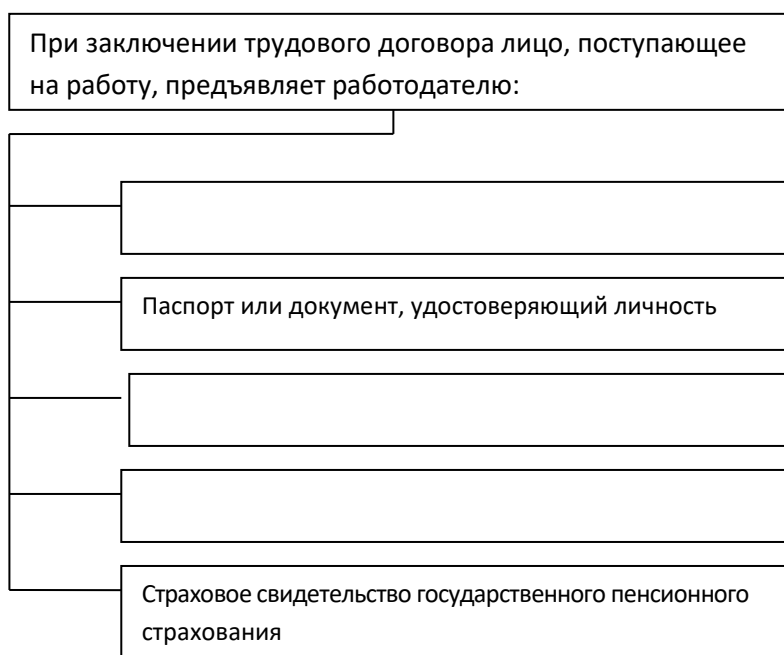 При заключении трудового договора лицо, поступающее
на работу, предъявляет работодателю:
Паспорт или документ, удостоверяющий личность
Страховое свидетельство государственного пенсионного
страхования